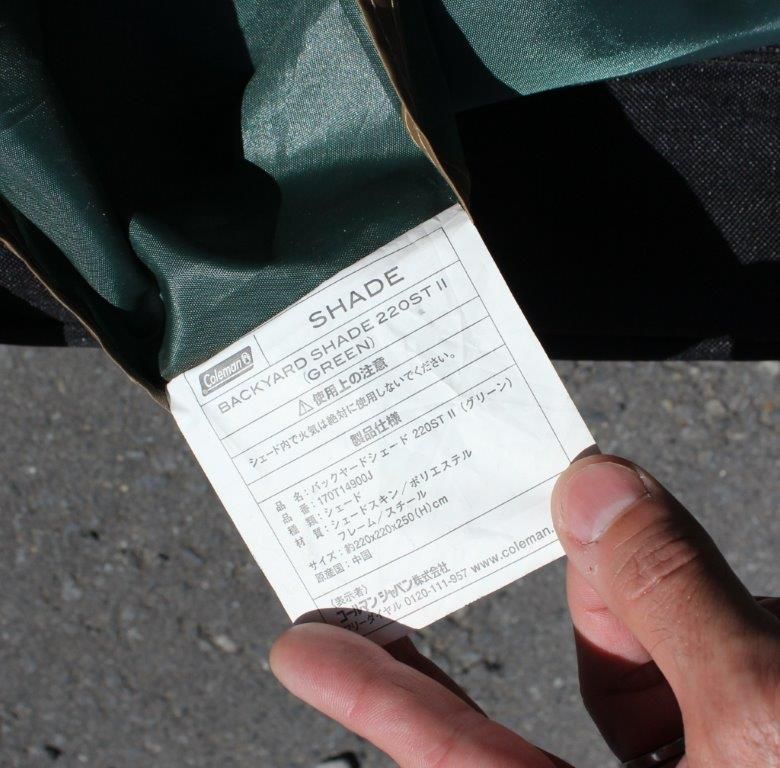 Coleman
SHADE
BACKYARD SHADE 220ST II
(GREEN)
⚠使用上の注意
シェード内で火気は絶対に使用しないでください。
製品仕様
品 名：バックヤードシェード 220ST II（グリーン）
品 番：170T14900J
種 類：シェード
材 質：シェードスキン／ポリエステル
フレーム／スチール
サイズ：約220x220x250(H)cm
原産国：中国
〈表示者〉
コールマン ジャパン株式会社
フリーダイヤル 0120-111-957 www.coleman.